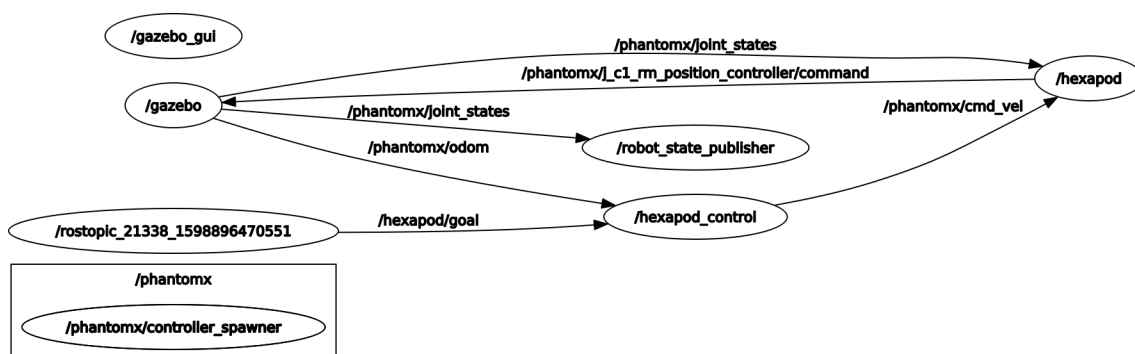 /gazebo_gui
/phantomx/joint_states
/phantomx/j_c1_rm_position_controller/command
/hexapod
/gazebo
/phantomx/joint_states
/phantomx/cmd_vel
/phantomx/odom
/robot_state_publisher
/hexapod/goal
/hexapod_control
/rostopic_21338_1598896470551
/phantomx
/phantomx/controller_spawner